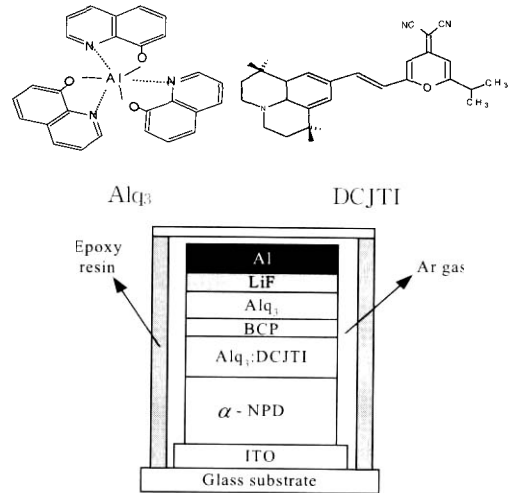 NC CN
N
O Al N
O
N
O
N
O CH₃
CH₃
Alq₃ DCJTI
Epoxy
resin
Ar gas
Al
LiF
Alq₃
BCP
Alq₃:DCJTI
α - NPD
ITO
Glass substrate